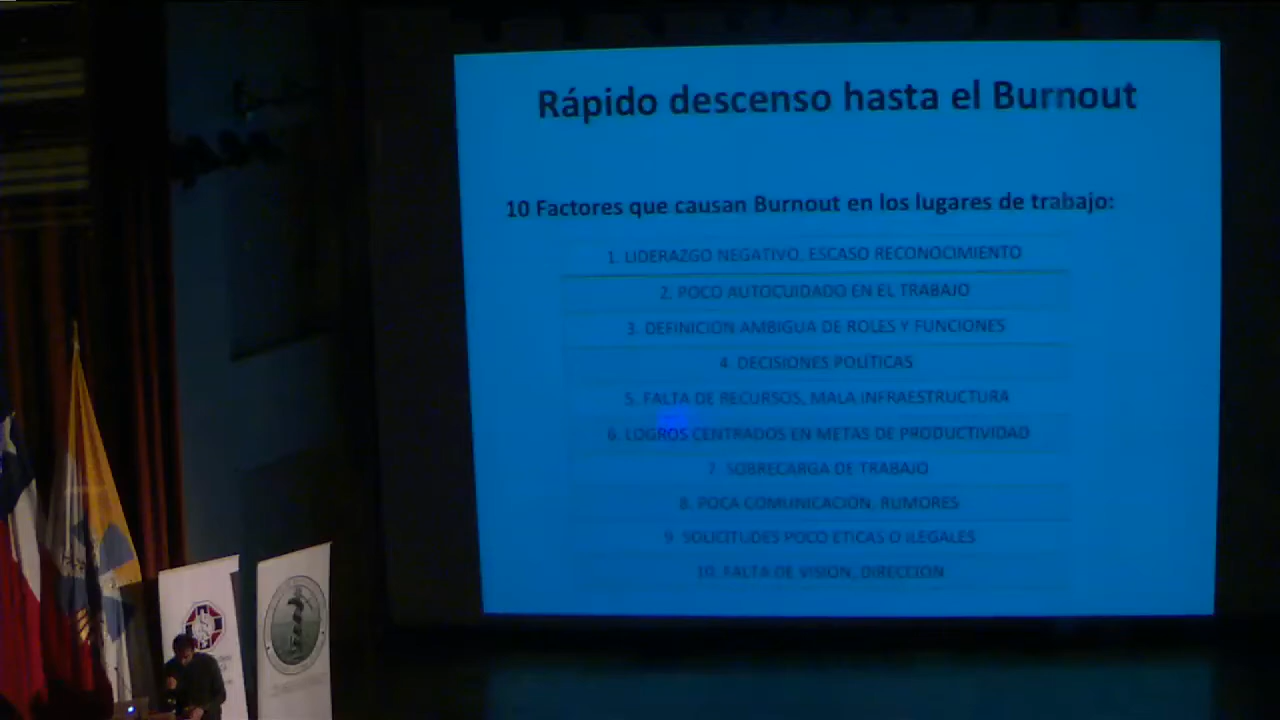 Rápido descenso hasta el Burnout
10 Factores que causan Burnout en los lugares de trabajo:
1. LIDERAZGO NEGATIVO, ESCASO RECONOCIMIENTO
2. POCO AUTOCUIDADO EN EL TRABAJO
3. DEFINICION AMBIGUA DE ROLES Y FUNCIONES
4. DECISIONES POLITICAS
5. FALTA DE RECURSOS, MALA INFRAESTRUCTURA
6. LOGROS CENTRADOS EN METAS DE PRODUCTIVIDAD
7. SOBRECARGA DE TRABAJO
8. POCA COMUNICACIÓN, RUMORES
9. SOLICITUDES POCO ETICAS O ILEGALES
10. FALTA DE VISION, DIRECCION